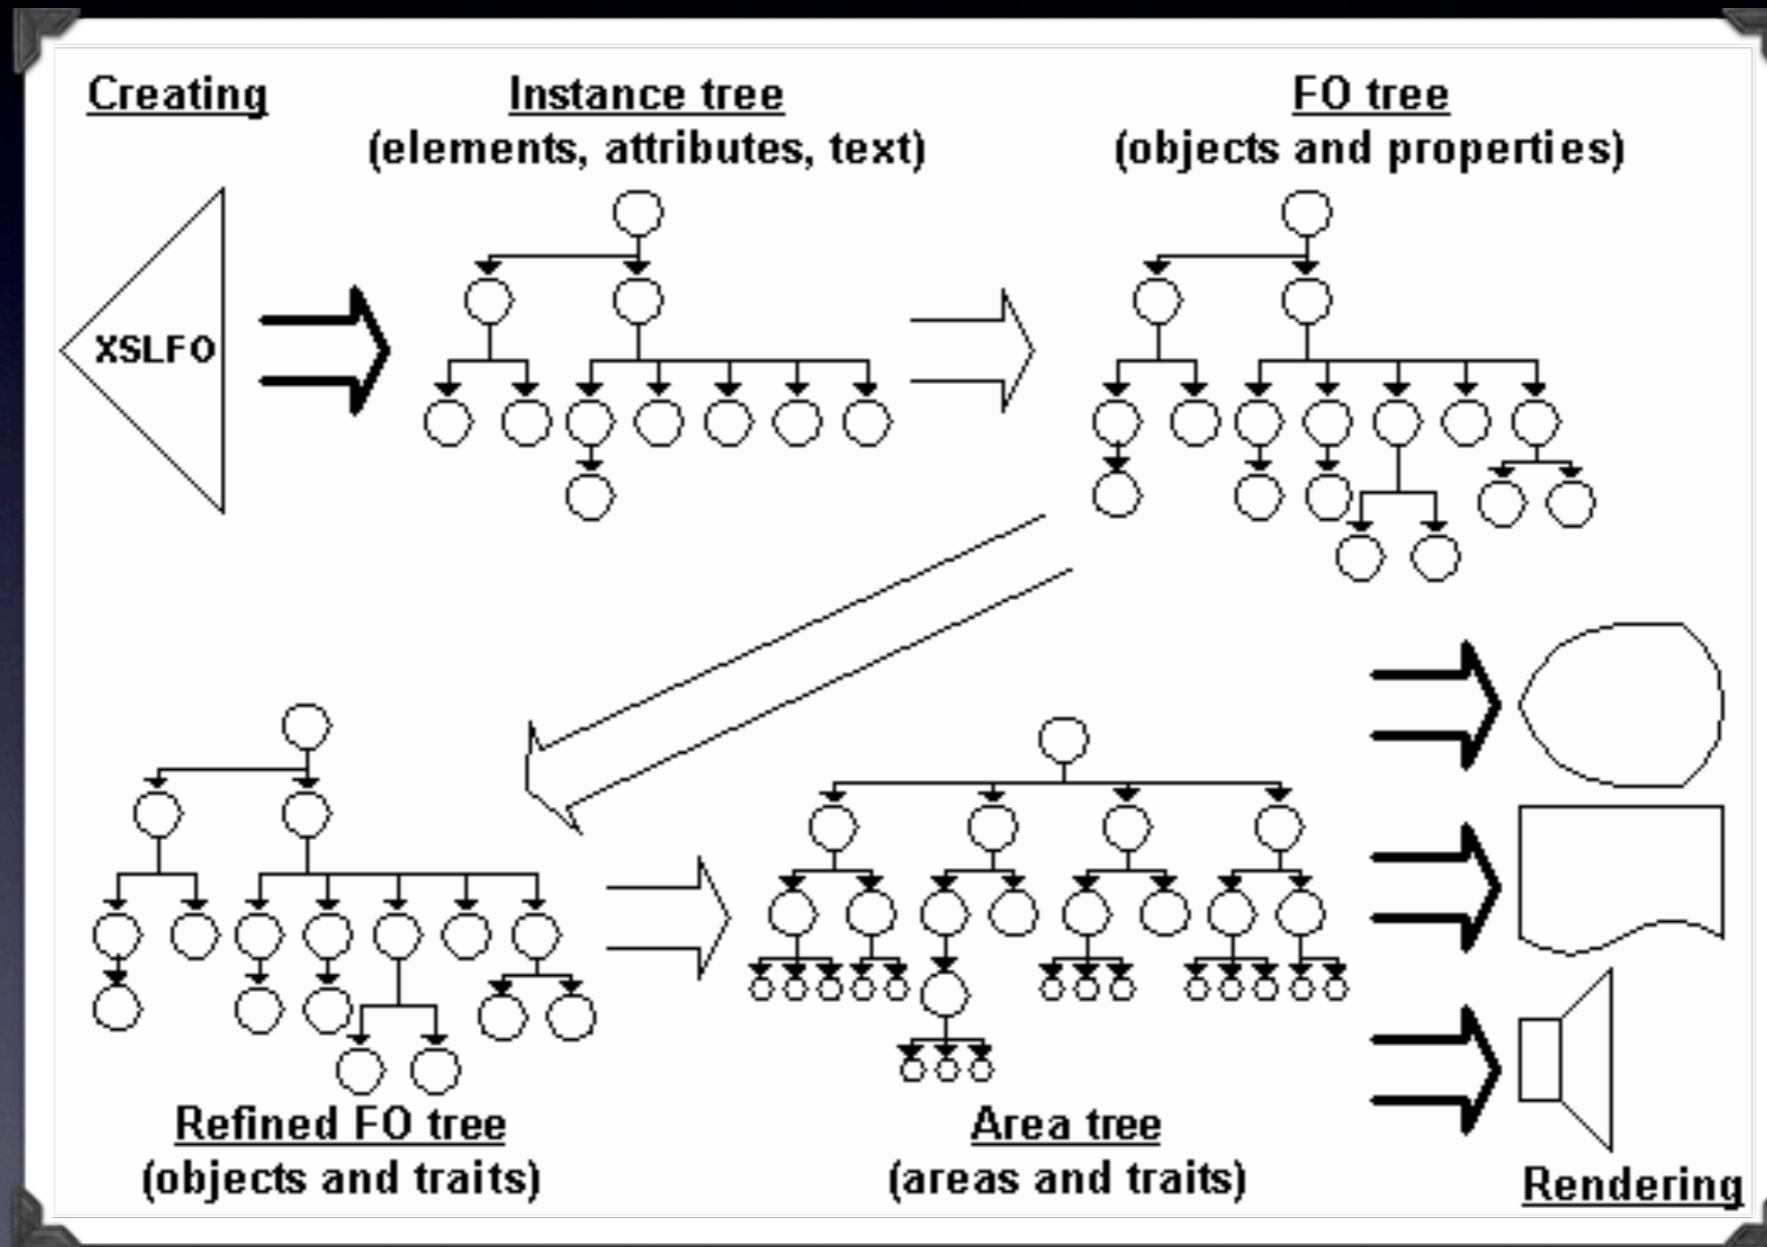 Creating
Instance tree
(elements, attributes, text)
FO tree
(objects and properties)
XSLFO
Refined FO tree
(objects and traits)
Area tree
(areas and traits)
Rendering